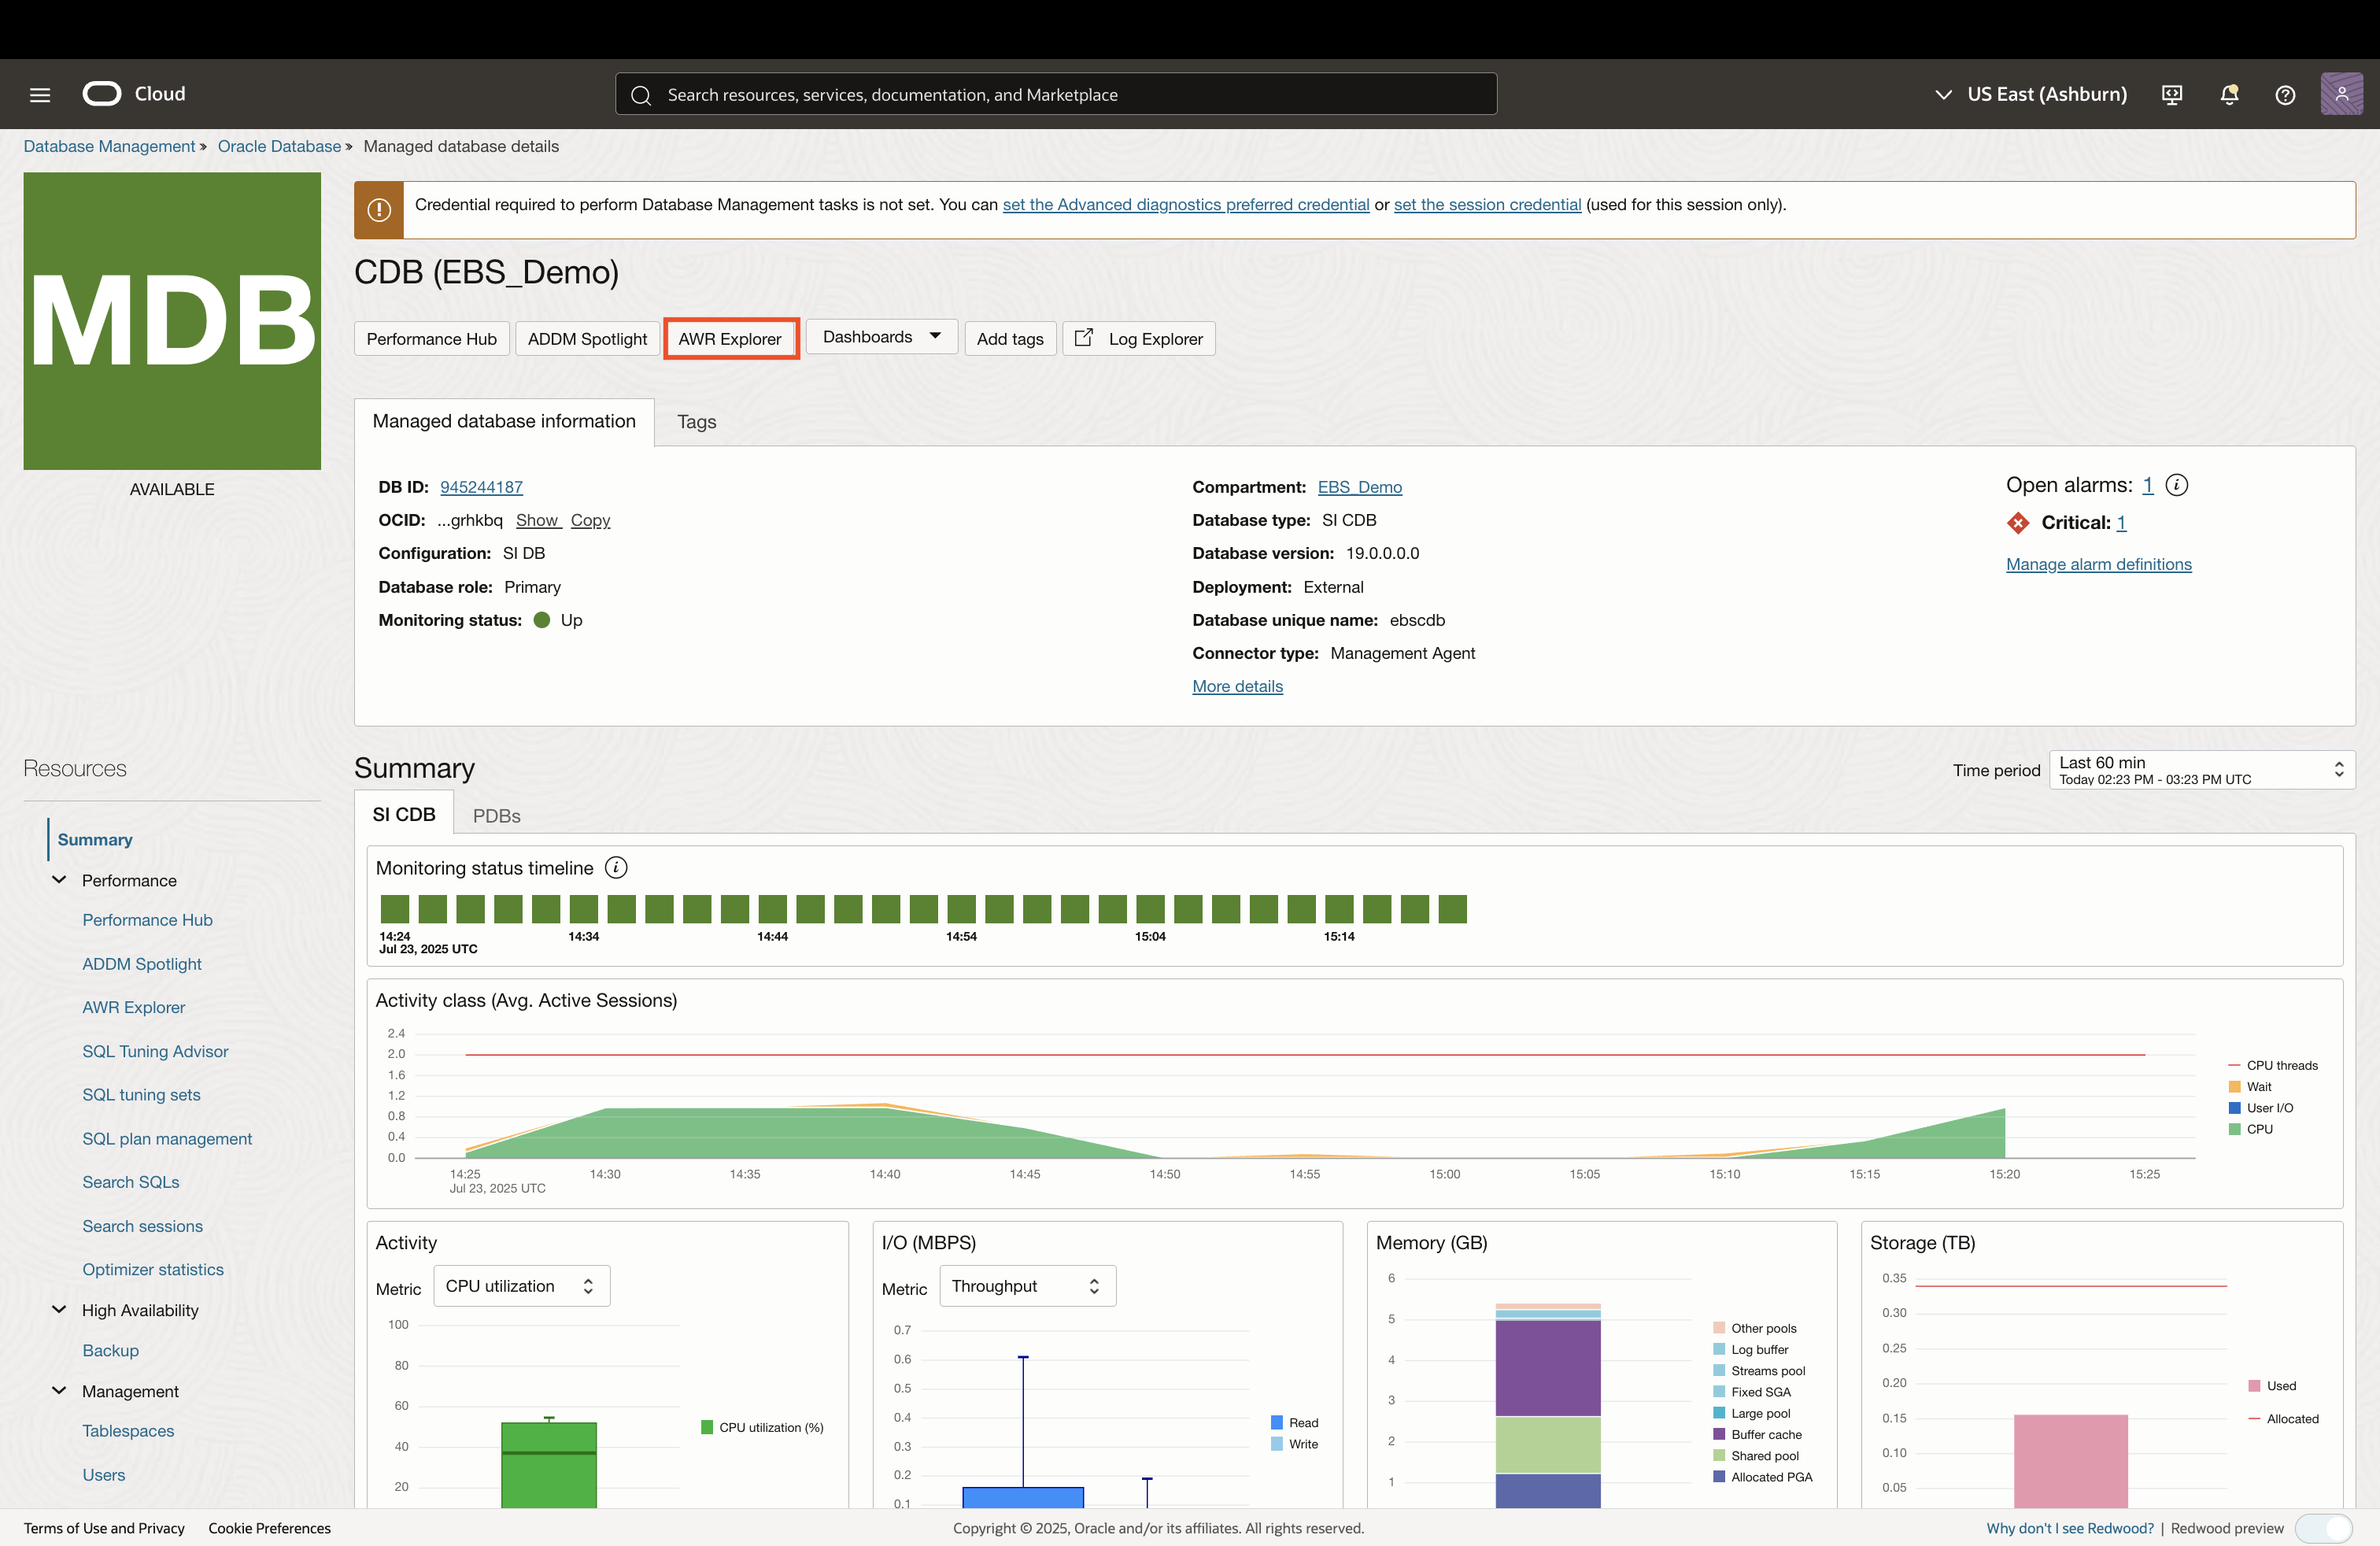 Cloud
Search resources, services, documentation, and Marketplace
US East (Ashburn)
Database Management » Oracle Database » Managed database details
MDB
AVAILABLE
Credential required to perform Database Management tasks is not set. You can set the Advanced diagnostics preferred credential or set the session credential (used for this session only).
CDB (EBS_Demo)
Performance Hub ADDM Spotlight AWR Explorer Dashboards Add tags Log Explorer
Managed database information Tags
DB ID: 945244187
OCID: ...grhkbq Show Copy
Configuration: SI DB
Database role: Primary
Monitoring status: Up
Compartment: EBS_Demo
Database type: SI CDB
Database version: 19.0.0.0.0
Deployment: External
Database unique name: ebscdb
Connector type: Management Agent
More details
Open alarms: 1
Critical: 1
Manage alarm definitions
Resources
Summary
Performance
Performance Hub
ADDM Spotlight
AWR Explorer
SQL Tuning Advisor
SQL tuning sets
SQL plan management
Search SQLs
Search sessions
Optimizer statistics
High Availability
Backup
Management
Tablespaces
Users
Summary
Time period
Last 60 min
Today 02:23 PM - 03:23 PM UTC
SI CDB PDBs
Monitoring status timeline
14:24 14:34 14:44 14:54 15:04 15:14
Jul 23, 2025 UTC
Activity class (Avg. Active Sessions)
2.4
2.0
1.6
1.2
0.8
0.4
0.0
14:25 14:30 14:35 14:40 14:45 14:50 14:55 15:00 15:05 15:10 15:15 15:20 15:25
Jul 23, 2025 UTC
CPU threads
Wait
User I/O
CPU
Activity
Metric CPU utilization
100
80
60
40
20
CPU utilization (%)
I/O (MBPS)
Metric Throughput
0.7
0.6
0.5
0.4
0.3
0.2
0.1
Read
Write
Memory (GB)
6
5
4
3
2
1
Other pools
Log buffer
Streams pool
Fixed SGA
Large pool
Buffer cache
Shared pool
Allocated PGA
Storage (TB)
0.35
0.30
0.25
0.20
0.15
0.10
0.05
Used
Allocated
Terms of Use and Privacy Cookie Preferences
Copyright © 2025, Oracle and/or its affiliates. All rights reserved.
Why don't I see Redwood? | Redwood preview